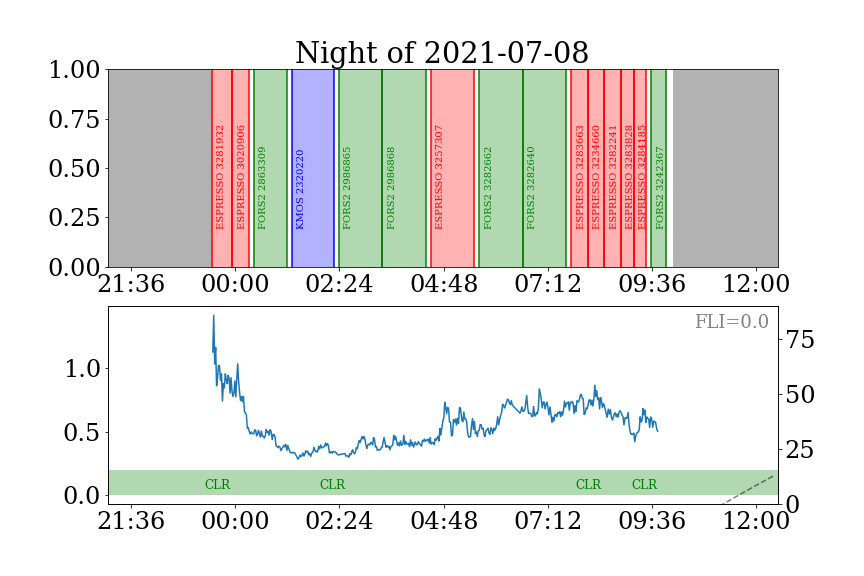 Night of 2021-07-08
1.00
0.75
0.50
0.25
0.00
ESPRESSO 3281932
ESPRESSO 3020906
FORS2 2863309
KMOS 2320220
FORS2 2986865
FORS2 2986868
ESPRESSO 3257307
FORS2 3282662
FORS2 3282640
ESPRESSO 3283663
ESPRESSO 3234660
ESPRESSO 3282241
ESPRESSO 3283828
ESPRESSO 3284185
FORS2 3242367
21:36 00:00 02:24 04:48 07:12 09:36 12:00
FLI=0.0
1.0
0.5
0.0
75
50
25
0
CLR CLR CLR CLR
21:36 00:00 02:24 04:48 07:12 09:36 12:00